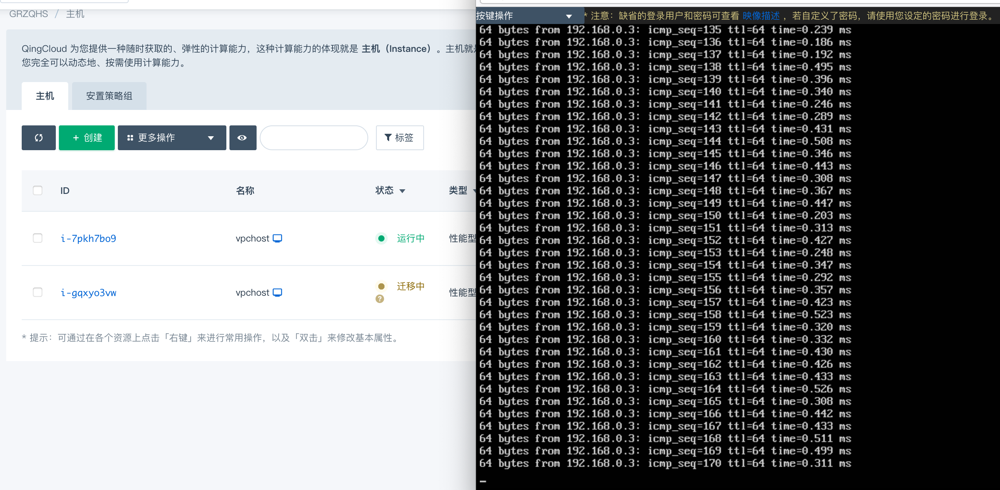 GRZQHS / 主机
QingCloud 为您提供一种随时获取的、弹性的计算能力，这种计算能力的体现就是 主机（Instance）。主机就
您完全可以动态地、按需使用计算能力。
主机 安置策略组
+ 创建 更多操作 标签
ID 名称 状态 类型
i-7pkh7bo9 vpchost 运行中 性能型
i-gqxyo3vw vpchost 迁移中 性能型
?
* 提示：可通过在各个资源上点击「右键」来进行常用操作，以及「双击」来修改基本属性。
按键操作 * 注意：缺省的登录用户和密码可查看 映像描述 ，若自定义了密码，请使用您设定的密码进行登录。
64 bytes from 192.168.0.3: icmp_seq=135 ttl=64 time=0.239 ms
64 bytes from 192.168.0.3: icmp_seq=136 ttl=64 time=0.186 ms
64 bytes from 192.168.0.3: icmp_seq=137 ttl=64 time=0.192 ms
64 bytes from 192.168.0.3: icmp_seq=138 ttl=64 time=0.495 ms
64 bytes from 192.168.0.3: icmp_seq=139 ttl=64 time=0.396 ms
64 bytes from 192.168.0.3: icmp_seq=140 ttl=64 time=0.340 ms
64 bytes from 192.168.0.3: icmp_seq=141 ttl=64 time=0.246 ms
64 bytes from 192.168.0.3: icmp_seq=142 ttl=64 time=0.289 ms
64 bytes from 192.168.0.3: icmp_seq=143 ttl=64 time=0.431 ms
64 bytes from 192.168.0.3: icmp_seq=144 ttl=64 time=0.508 ms
64 bytes from 192.168.0.3: icmp_seq=145 ttl=64 time=0.346 ms
64 bytes from 192.168.0.3: icmp_seq=146 ttl=64 time=0.443 ms
64 bytes from 192.168.0.3: icmp_seq=147 ttl=64 time=0.308 ms
64 bytes from 192.168.0.3: icmp_seq=148 ttl=64 time=0.367 ms
64 bytes from 192.168.0.3: icmp_seq=149 ttl=64 time=0.447 ms
64 bytes from 192.168.0.3: icmp_seq=150 ttl=64 time=0.203 ms
64 bytes from 192.168.0.3: icmp_seq=151 ttl=64 time=0.313 ms
64 bytes from 192.168.0.3: icmp_seq=152 ttl=64 time=0.427 ms
64 bytes from 192.168.0.3: icmp_seq=153 ttl=64 time=0.248 ms
64 bytes from 192.168.0.3: icmp_seq=154 ttl=64 time=0.347 ms
64 bytes from 192.168.0.3: icmp_seq=155 ttl=64 time=0.292 ms
64 bytes from 192.168.0.3: icmp_seq=156 ttl=64 time=0.357 ms
64 bytes from 192.168.0.3: icmp_seq=157 ttl=64 time=0.423 ms
64 bytes from 192.168.0.3: icmp_seq=158 ttl=64 time=0.523 ms
64 bytes from 192.168.0.3: icmp_seq=159 ttl=64 time=0.320 ms
64 bytes from 192.168.0.3: icmp_seq=160 ttl=64 time=0.332 ms
64 bytes from 192.168.0.3: icmp_seq=161 ttl=64 time=0.430 ms
64 bytes from 192.168.0.3: icmp_seq=162 ttl=64 time=0.426 ms
64 bytes from 192.168.0.3: icmp_seq=163 ttl=64 time=0.433 ms
64 bytes from 192.168.0.3: icmp_seq=164 ttl=64 time=0.526 ms
64 bytes from 192.168.0.3: icmp_seq=165 ttl=64 time=0.308 ms
64 bytes from 192.168.0.3: icmp_seq=166 ttl=64 time=0.442 ms
64 bytes from 192.168.0.3: icmp_seq=167 ttl=64 time=0.433 ms
64 bytes from 192.168.0.3: icmp_seq=168 ttl=64 time=0.511 ms
64 bytes from 192.168.0.3: icmp_seq=169 ttl=64 time=0.499 ms
64 bytes from 192.168.0.3: icmp_seq=170 ttl=64 time=0.311 ms